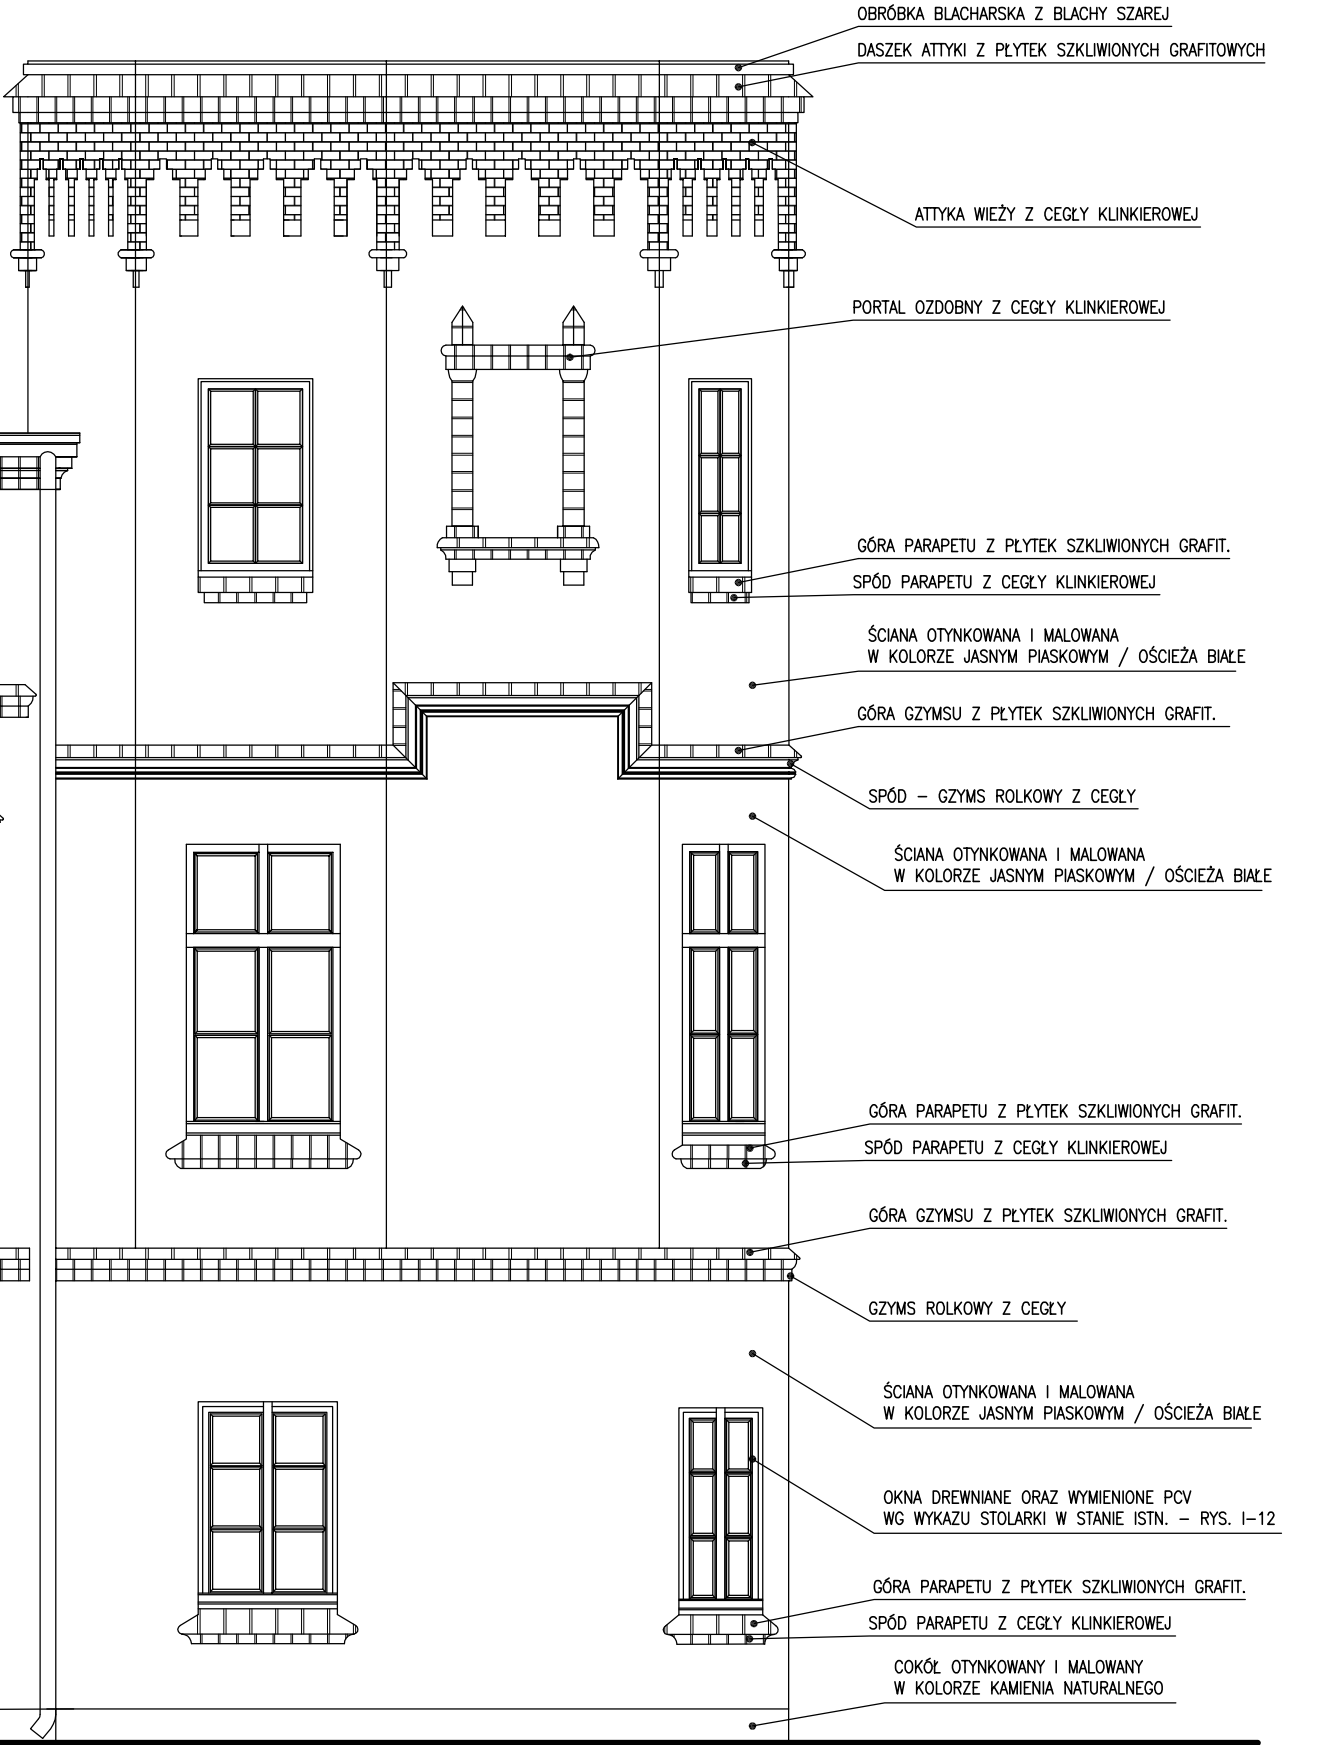 OBRÓBKA BLACHARSKA Z BLACHY SZAREJ
DASZEK ATTYKI Z PŁYTEK SZKLIWIONYCH GRAFITOWYCH
ATTYKA WIEŻY Z CEGŁY KLINKIEROWEJ
PORTAL OZDOBNY Z CEGŁY KLINKIEROWEJ
GÓRA PARAPETU Z PŁYTEK SZKLIWIONYCH GRAFIT.
SPÓD PARAPETU Z CEGŁY KLINKIEROWEJ
ŚCIANA OTYNKOWANA I MALOWANA
W KOLORZE JASNYM PIASKOWYM / OŚCIEŻA BIAŁE
GÓRA GZYMSU Z PŁYTEK SZKLIWIONYCH GRAFIT.
SPÓD – GZYMS ROLKOWY Z CEGŁY
ŚCIANA OTYNKOWANA I MALOWANA
W KOLORZE JASNYM PIASKOWYM / OŚCIEŻA BIAŁE
GÓRA PARAPETU Z PŁYTEK SZKLIWIONYCH GRAFIT.
SPÓD PARAPETU Z CEGŁY KLINKIEROWEJ
GÓRA GZYMSU Z PŁYTEK SZKLIWIONYCH GRAFIT.
GZYMS ROLKOWY Z CEGŁY
ŚCIANA OTYNKOWANA I MALOWANA
W KOLORZE JASNYM PIASKOWYM / OŚCIEŻA BIAŁE
OKNA DREWNIANE ORAZ WYMIENIONE PCV
WG WYKAZU STOLARKI W STANIE ISTN. – RYS. I–12
GÓRA PARAPETU Z PŁYTEK SZKLIWIONYCH GRAFIT.
SPÓD PARAPETU Z CEGŁY KLINKIEROWEJ
COKÓŁ OTYNKOWANY I MALOWANY
W KOLORZE KAMIENIA NATURALNEGO